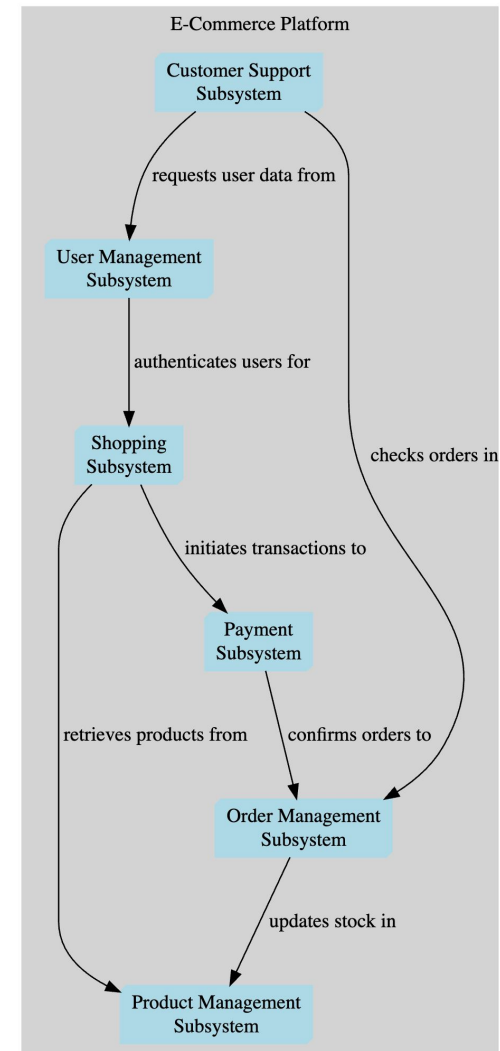 E-Commerce Platform
Customer Support
Subsystem
requests user data from
User Management
Subsystem
authenticates users for
Shopping
Subsystem
checks orders in
initiates transactions to
Payment
Subsystem
retrieves products from
confirms orders to
Order Management
Subsystem
updates stock in
Product Management
Subsystem